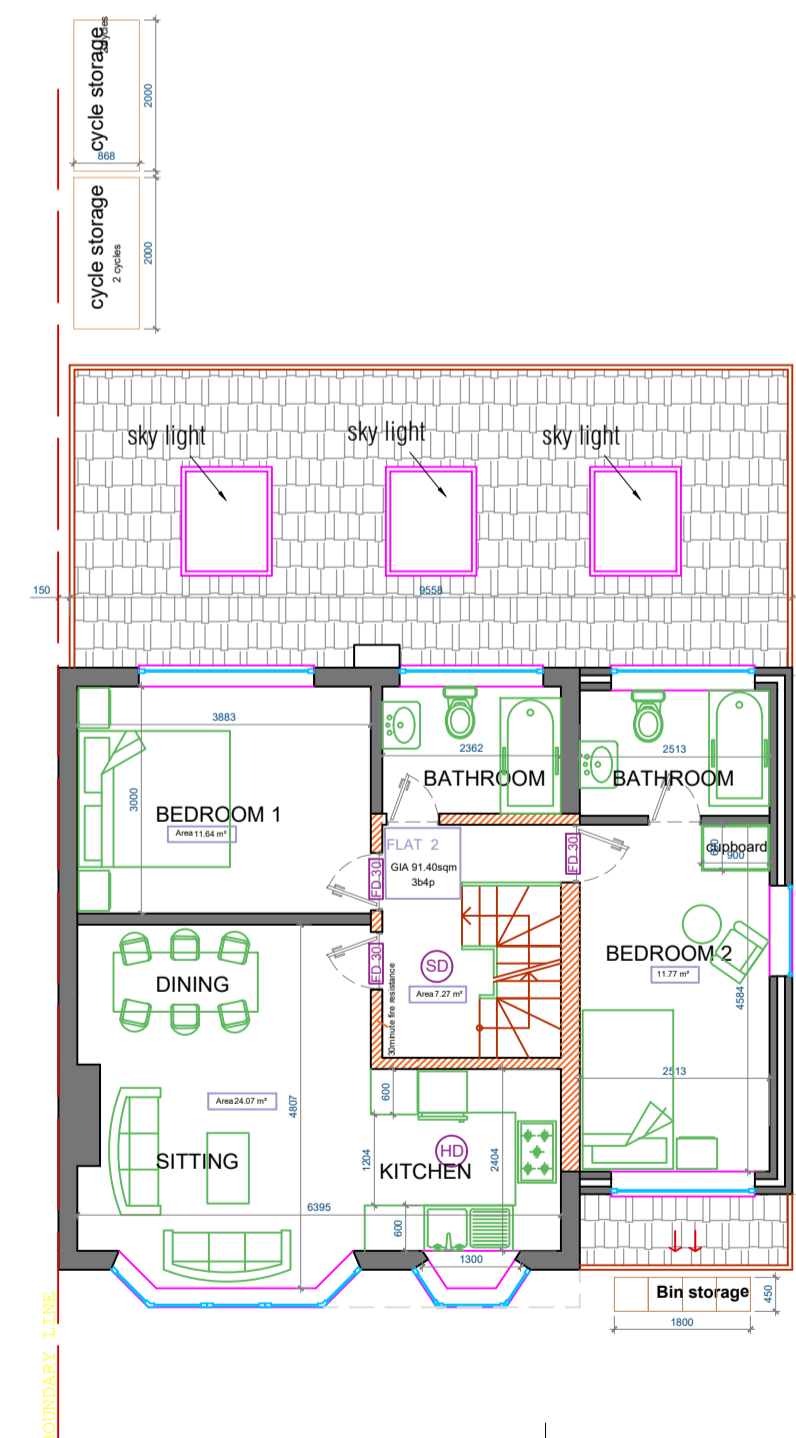 cycle storage
2 cycles
2000
868
cycle storage
2 cycles
2000
sky light
sky light
sky light
150
9558
3883
2362
2513
3000
BEDROOM 1
Area 11.64 m²
BATHROOM
BATHROOM
FLAT 2
GIA 91.40sqm
3b4p
FD 30
FD 30
cupboard
600
900
FD 30
30minute fire resistance
SD
Area 7.27 m²
BEDROOM 2
11.77 m²
4584
DINING
Area 24.07 m²
4807
2513
600
SITTING
1204
KITCHEN
HD
2404
6395
600
1300
Bin storage
450
1800
BOUNDARY LINE